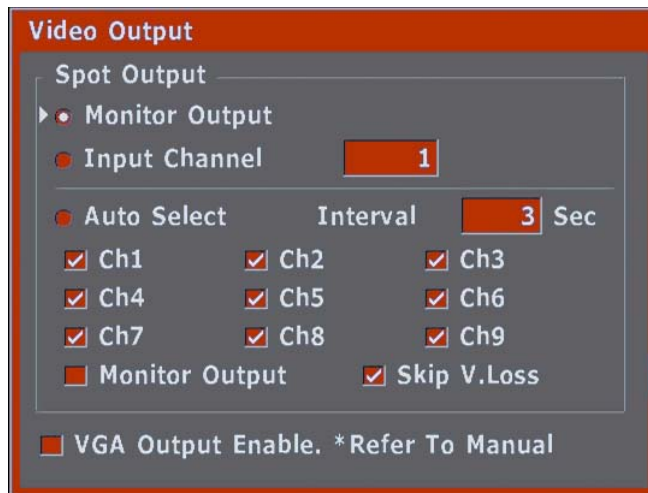 Video Output
Spot Output
Monitor Output
Input Channel 1
Auto Select Interval 3 Sec
Ch1 Ch2 Ch3
Ch4 Ch5 Ch6
Ch7 Ch8 Ch9
Monitor Output Skip V.Loss
VGA Output Enable. *Refer To Manual